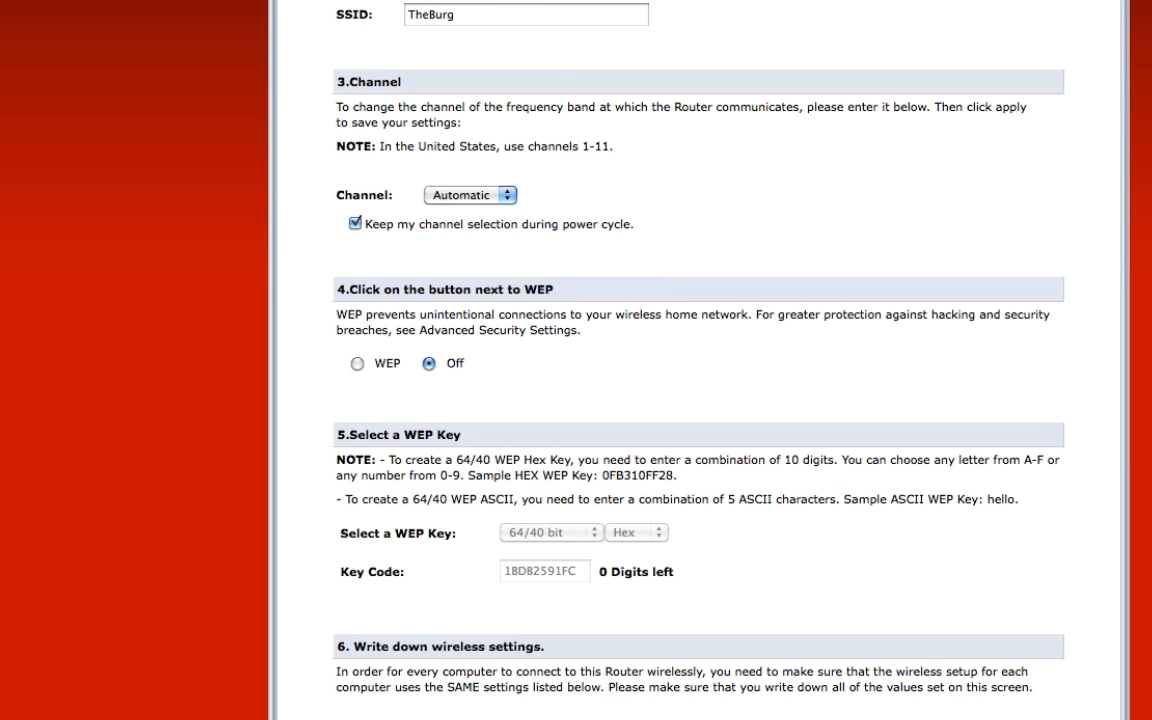 SSID: TheBurg
3.Channel
To change the channel of the frequency band at which the Router communicates, please enter it below. Then click apply
to save your settings:
NOTE: In the United States, use channels 1-11.
Channel: Automatic
Keep my channel selection during power cycle.
4.Click on the button next to WEP
WEP prevents unintentional connections to your wireless home network. For greater protection against hacking and security
breaches, see Advanced Security Settings.
WEP Off
5.Select a WEP Key
NOTE: - To create a 64/40 WEP Hex Key, you need to enter a combination of 10 digits. You can choose any letter from A-F or
any number from 0-9. Sample HEX WEP Key: 0FB310FF28.
- To create a 64/40 WEP ASCII, you need to enter a combination of 5 ASCII characters. Sample ASCII WEP Key: hello.
Select a WEP Key: 64/40 bit Hex
Key Code: 1BDB2591FC 0 Digits left
6. Write down wireless settings.
In order for every computer to connect to this Router wirelessly, you need to make sure that the wireless setup for each
computer uses the SAME settings listed below. Please make sure that you write down all of the values set on this screen.